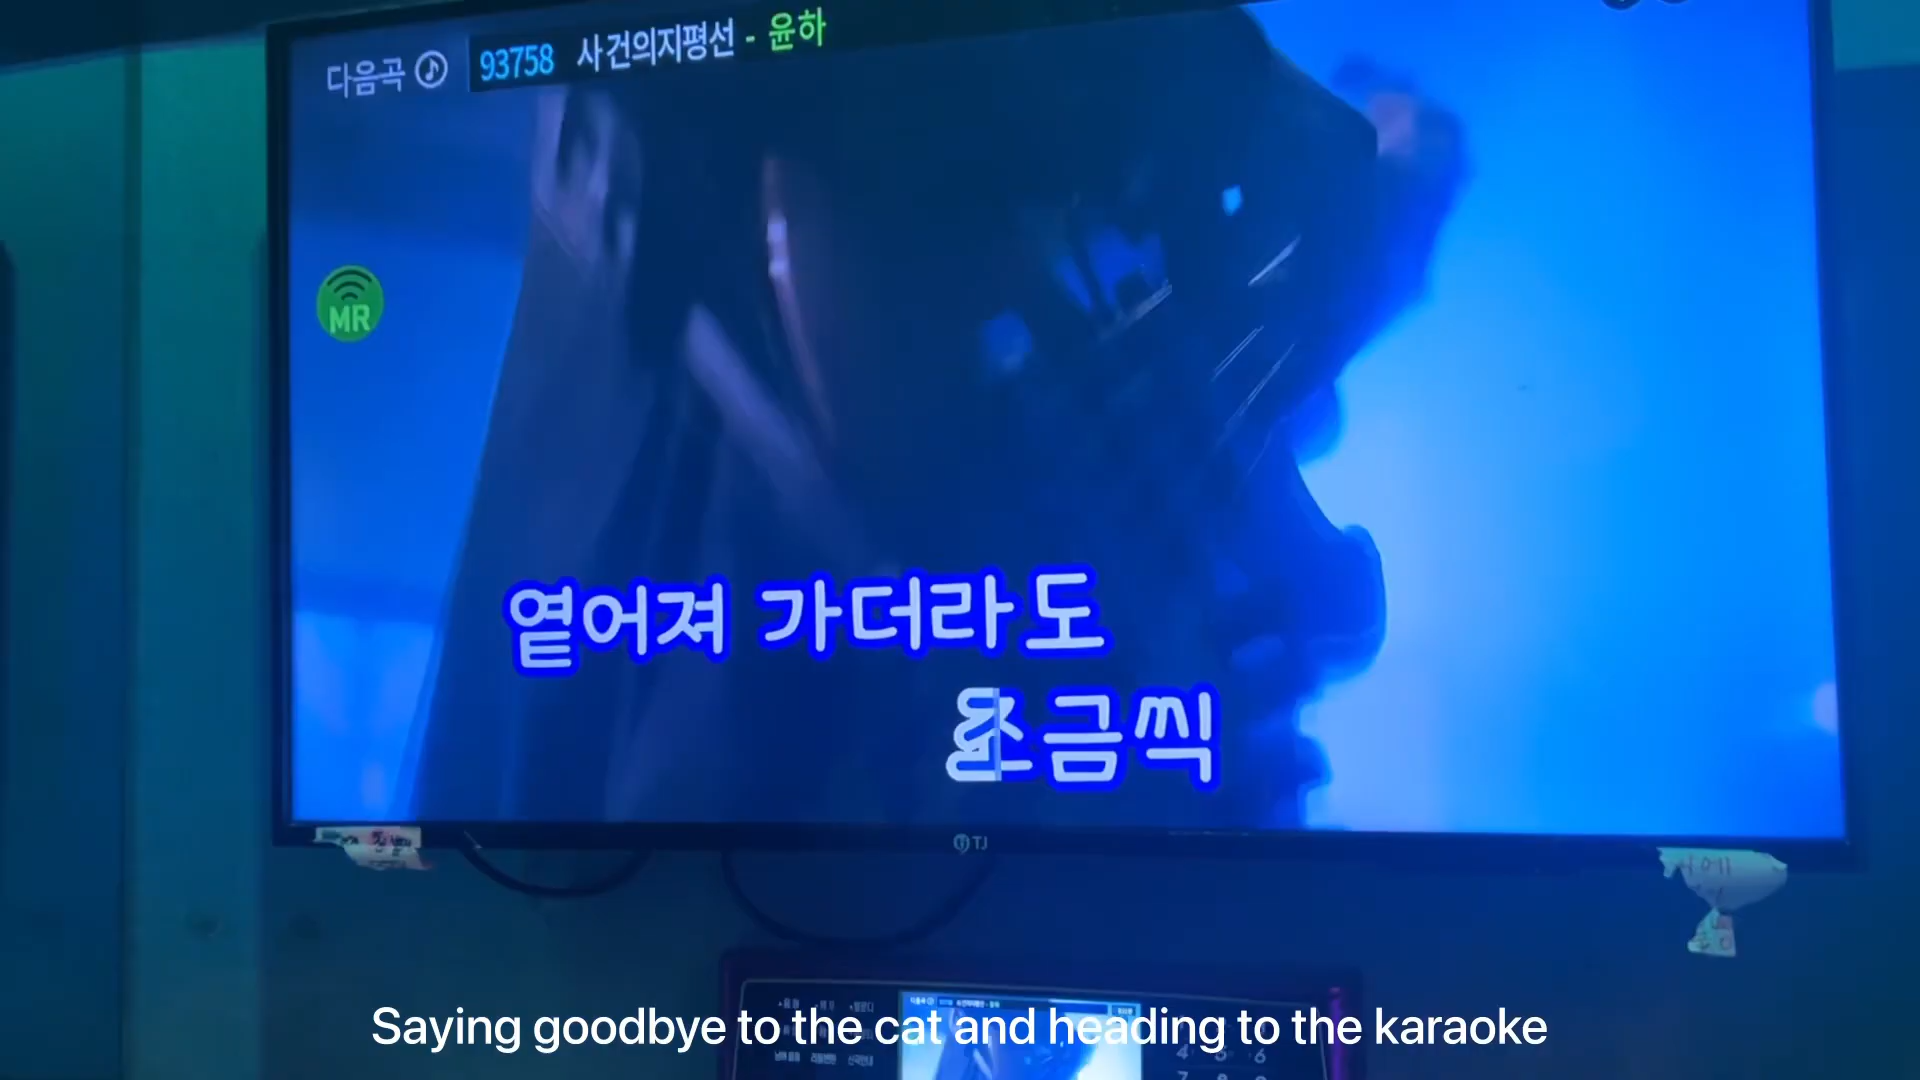 다음곡 93758 사건의지평선 - 윤하
MR
옅어져 가더라도
조금씩
TJ
Saying goodbye to the cat and heading to the karaoke